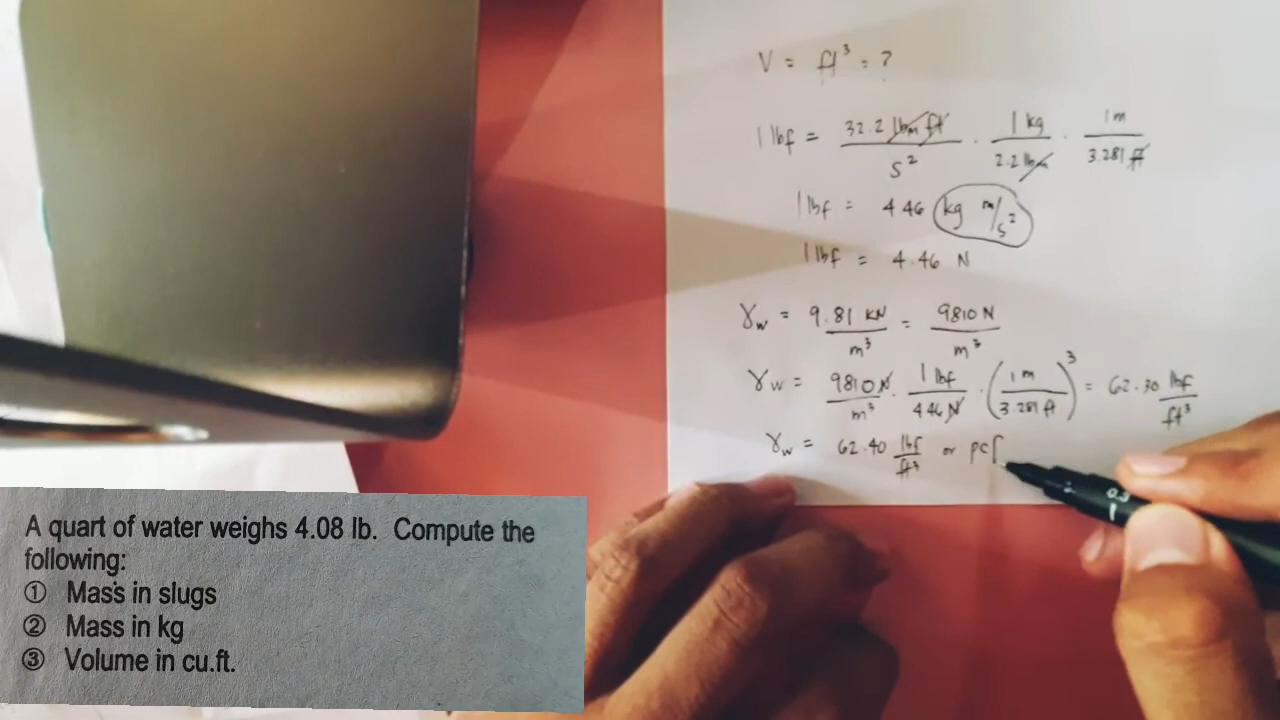 V = ft³ = ?
1 lbf = 32.2 lbm ft / s² · 1 kg / 2.2 lbm · 1m / 3.281 ft
1 lbf = 4.46 kg m/s²
1 lbf = 4.46 N
γw = 9.81 KN / m³ = 9810 N / m³
γw = 9810 N / m³ · 1 lbf / 4.46 N · (1 m / 3.281 ft)³ = 62.30 lbf / ft³
γw = 62.40 lbf / ft³ or pcf
0.3
A quart of water weighs 4.08 lb. Compute the
following:
① Mass in slugs
② Mass in kg
③ Volume in cu.ft.